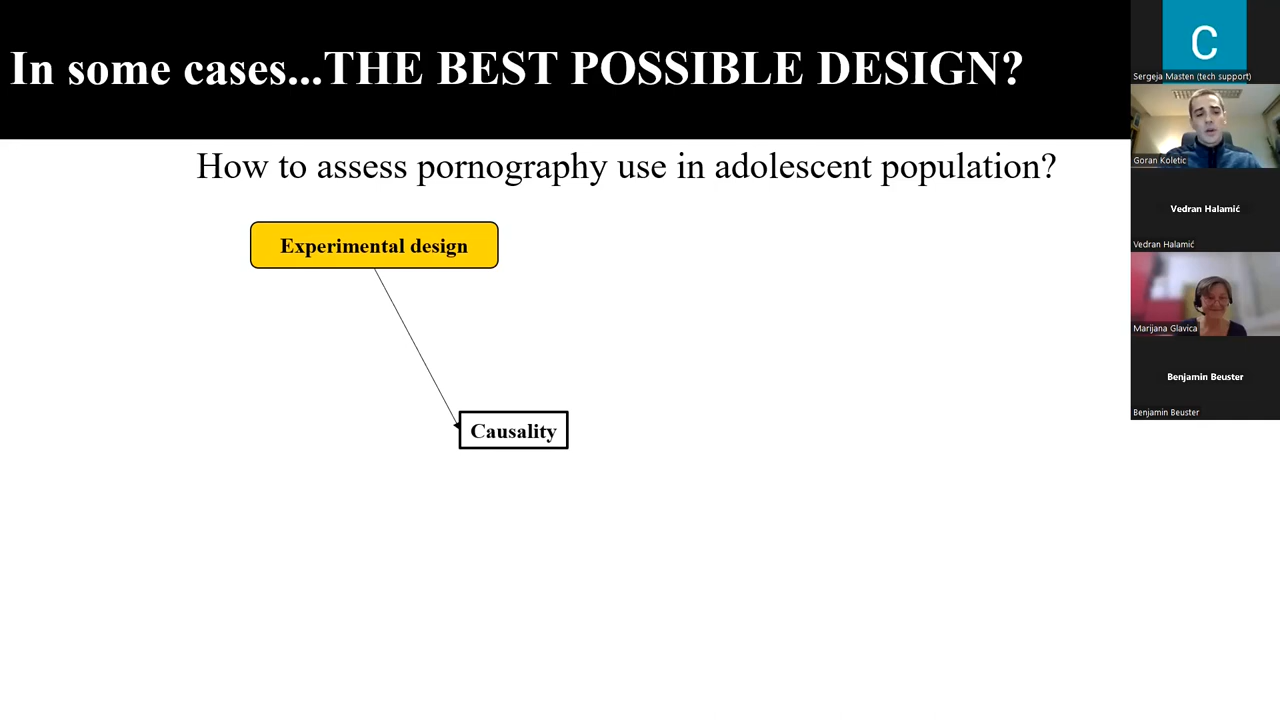 In some cases...THE BEST POSSIBLE DESIGN?
How to assess pornography use in adolescent population?
Experimental design
Causality
C
Sergeja Masten (tech support)
Goran Koletic
Vedran Halamić
Vedran Halamić
Marijana Glavica
Benjamin Beuster
Benjamin Beuster